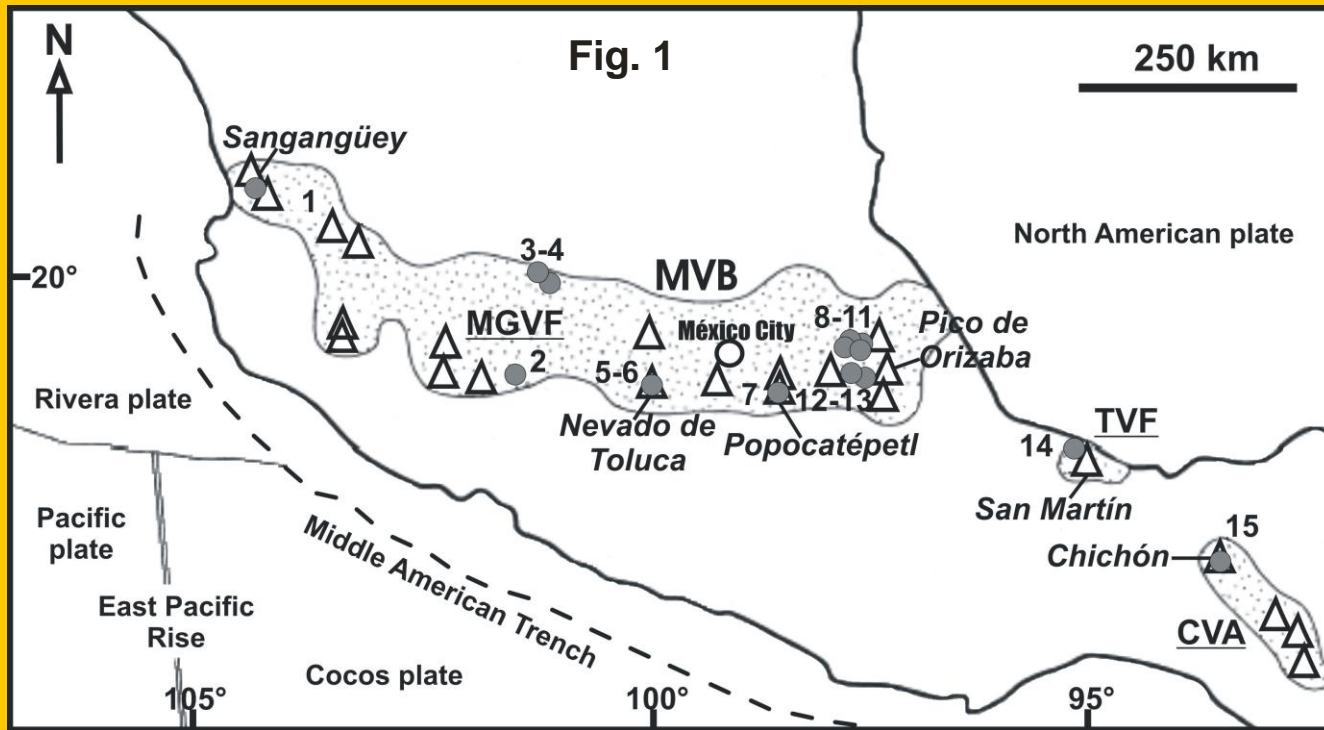 Fig. 1
N
250 km
Sangangüey
1
North American plate
3-4
20°
MVB
8-11
Pico de
Orizaba
México City
MGVF
2
5-6
7
12-13
Rivera plate
Nevado de
Toluca
Popocatépetl
TVF
14
San Martín
Pacific
plate
15
Chichón
Middle American Trench
East Pacific
Rise
CVA
Cocos plate
105°
100°
95°